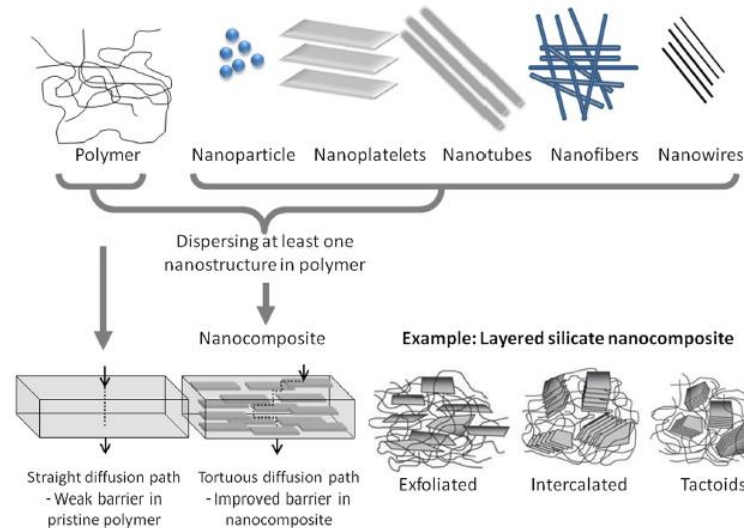 Polymer
Nanoparticle
Nanoplatelets
Nanotubes
Nanofibers
Nanowires
Dispersing at least one
nanostructure in polymer
Nanocomposite
Example: Layered silicate nanocomposite
Straight diffusion path
- Weak barrier in
pristine polymer
Tortuous diffusion path
- Improved barrier in
nanocomposite
Exfoliated
Intercalated
Tactoids